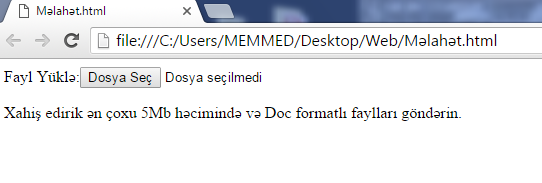 Məlahət.html
file:///C:/Users/MEMMED/Desktop/Web/Məlahət.html
Fayl Yüklə: Dosya Seç Dosya seçilmedi
Xahiş edirik ən çoxu 5Mb həcimində və Doc formatlı faylları göndərin.